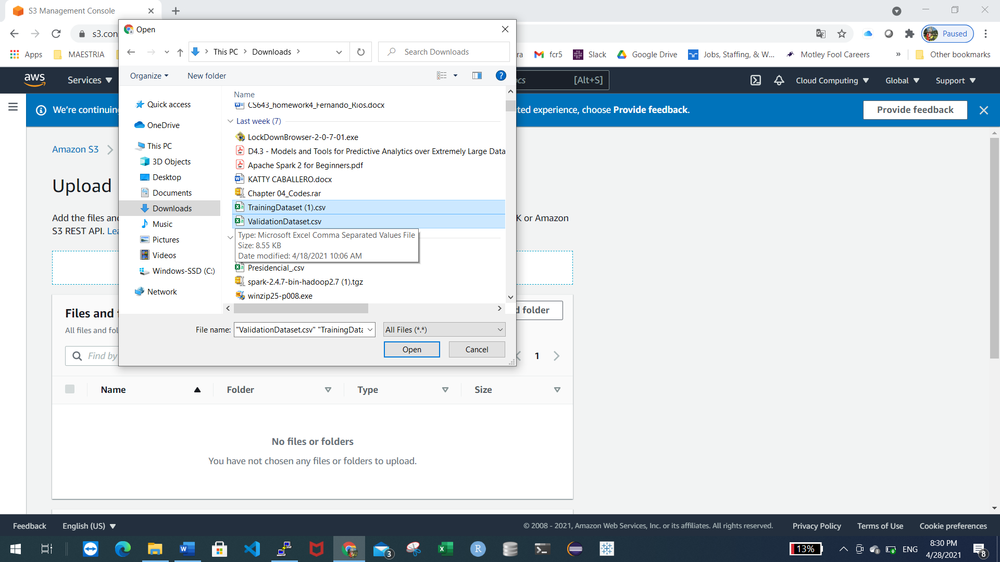 S3 Management Console
s3.con
Paused
Apps
MAESTRIA
ra
fcr5
Slack
Google Drive
Jobs, Staffing, & W...
Motley Fool Careers
»
Other bookmarks
aws
Services
ocs
[Alt+S]
Cloud Computing
Global
Support
We're continuing
ted experience, choose Provide feedback.
Provide feedback
Amazon S3
Upload
Add the files and
K or Amazon
S3 REST API. Lea
Files and f
d folder
All files and fol
Find by
1
Name
Folder
Type
Size
No files or folders
You have not chosen any files or folders to upload.
Open
This PC
Downloads
Search Downloads
Organize
New folder
?
Quick access
OneDrive
This PC
3D Objects
Desktop
Documents
Downloads
Music
Pictures
Videos
Windows-SSD (C:)
Network
Name
CS643_homework4_Fernando_Rios.docx
Last week (7)
LockDownBrowser-2-0-7-01.exe
D4.3 - Models and Tools for Predictive Analytics over Extremely Large Data
Apache Spark 2 for Beginners.pdf
KATTY CABALLERO.docx
Chapter 04_Codes.rar
TrainingDataset (1).csv
ValidationDataset.csv
Type: Microsoft Excel Comma Separated Values File
Size: 8.55 KB
Date modified: 4/18/2021 10:06 AM
Presidencial_.csv
spark-2.4.7-bin-hadoop2.7 (1).tgz
winzip25-p008.exe
File name:
"ValidationDataset.csv" "TrainingData
All Files (*.*)
Open
Cancel
Feedback
English (US)
© 2008 - 2021, Amazon Web Services, Inc. or its affiliates. All rights reserved.
Privacy Policy
Terms of Use
Cookie preferences
3
R
13%
ENG
8:30 PM
4/28/2021
8